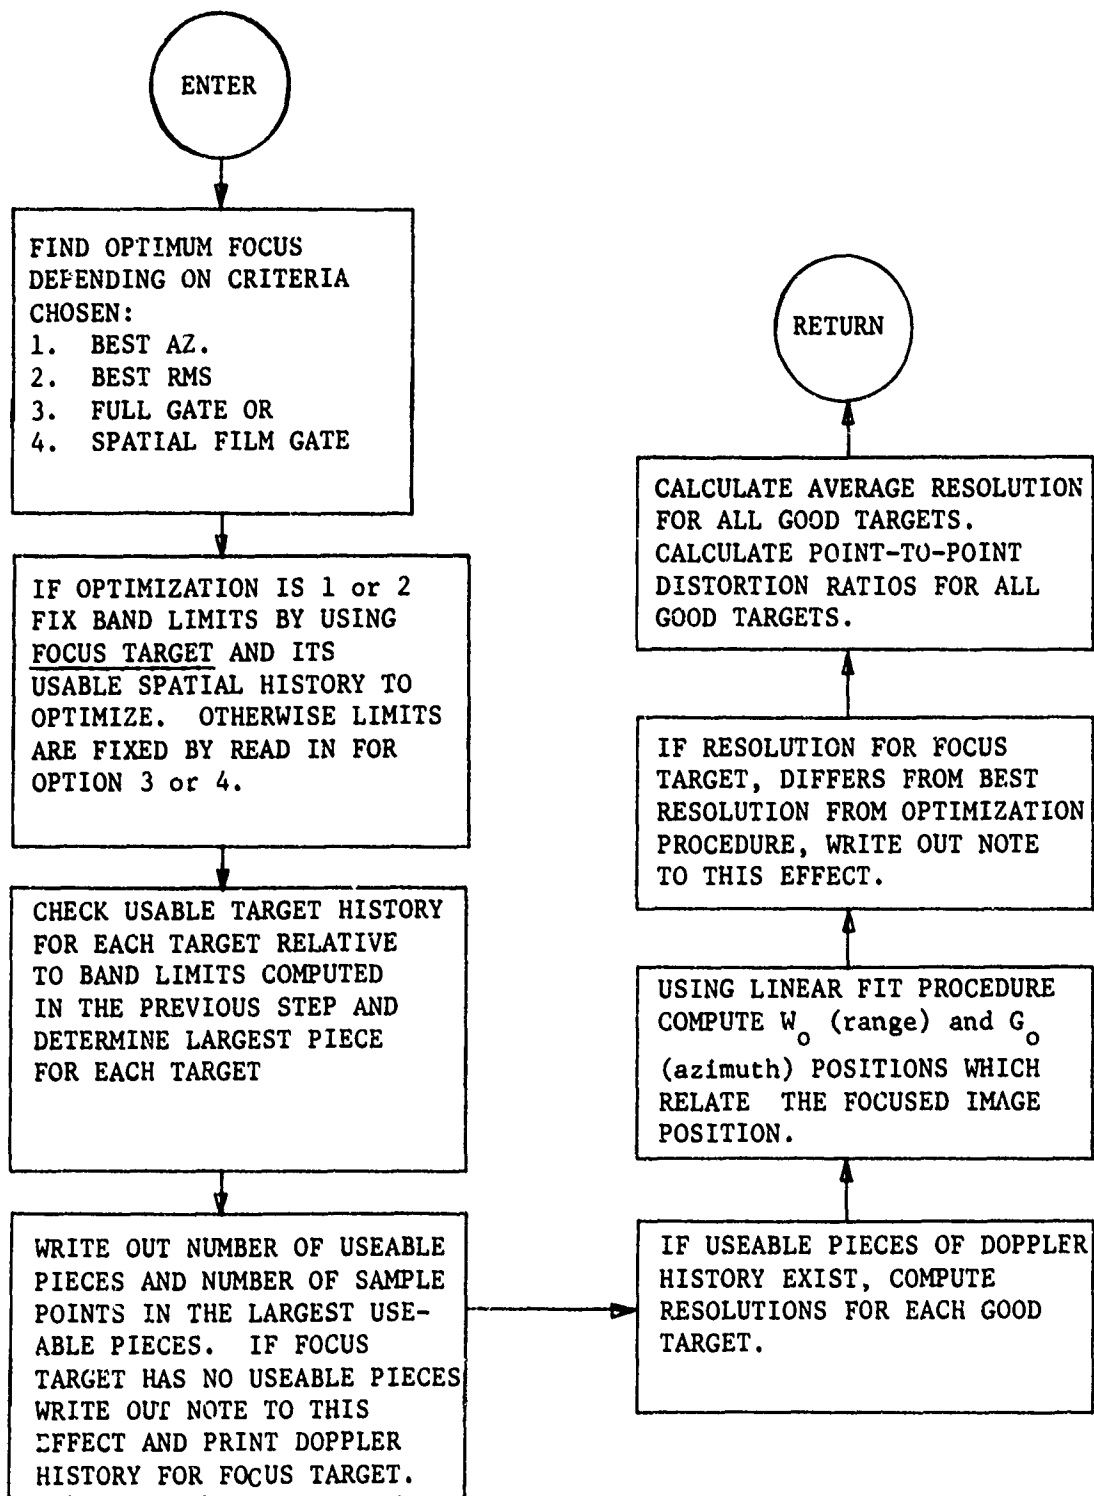 ENTER
FIND OPTIMUM FOCUS
DEPENDING ON CRITERIA
CHOSEN:
1. BEST AZ.
2. BEST RMS
3. FULL GATE OR
4. SPATIAL FILM GATE
IF OPTIMIZATION IS 1 or 2
FIX BAND LIMITS BY USING
FOCUS TARGET AND ITS
USABLE SPATIAL HISTORY TO
OPTIMIZE. OTHERWISE LIMITS
ARE FIXED BY READ IN FOR
OPTION 3 or 4.
CHECK USABLE TARGET HISTORY
FOR EACH TARGET RELATIVE
TO BAND LIMITS COMPUTED
IN THE PREVIOUS STEP AND
DETERMINE LARGEST PIECE
FOR EACH TARGET
WRITE OUT NUMBER OF USEABLE
PIECES AND NUMBER OF SAMPLE
POINTS IN THE LARGEST USE-
ABLE PIECES. IF FOCUS
TARGET HAS NO USEABLE PIECES
WRITE OUT NOTE TO THIS
EFFECT AND PRINT DOPPLER
HISTORY FOR FOCUS TARGET.
IF USEABLE PIECES OF DOPPLER
HISTORY EXIST, COMPUTE
RESOLUTIONS FOR EACH GOOD
TARGET.
USING LINEAR FIT PROCEDURE
COMPUTE Wo (range) and Go
(azimuth) POSITIONS WHICH
RELATE THE FOCUSED IMAGE
POSITION.
IF RESOLUTION FOR FOCUS
TARGET, DIFFERS FROM BEST
RESOLUTION FROM OPTIMIZATION
PROCEDURE, WRITE OUT NOTE
TO THIS EFFECT.
CALCULATE AVERAGE RESOLUTION
FOR ALL GOOD TARGETS.
CALCULATE POINT-TO-POINT
DISTORTION RATIOS FOR ALL
GOOD TARGETS.
RETURN